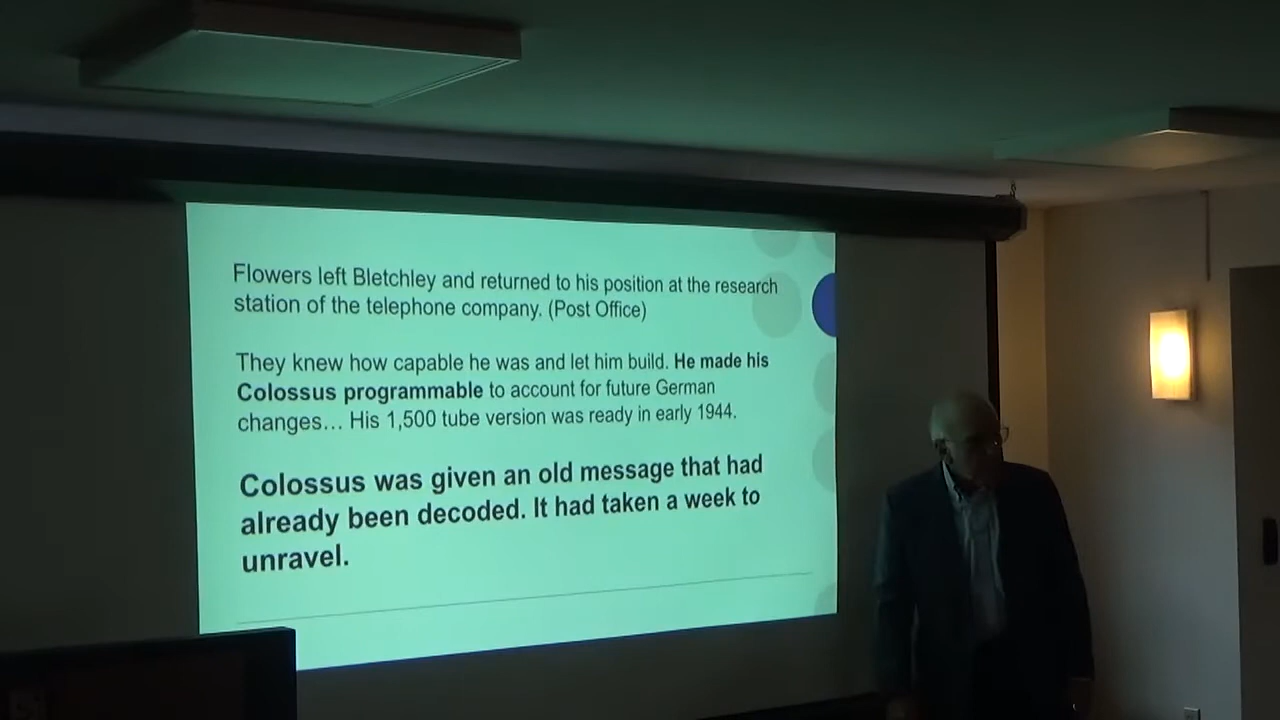 Flowers left Bletchley and returned to his position at the research
station of the telephone company. (Post Office)
They knew how capable he was and let him build. He made his
Colossus programmable to account for future German
changes… His 1,500 tube version was ready in early 1944.
Colossus was given an old message that had
already been decoded. It had taken a week to
unravel.